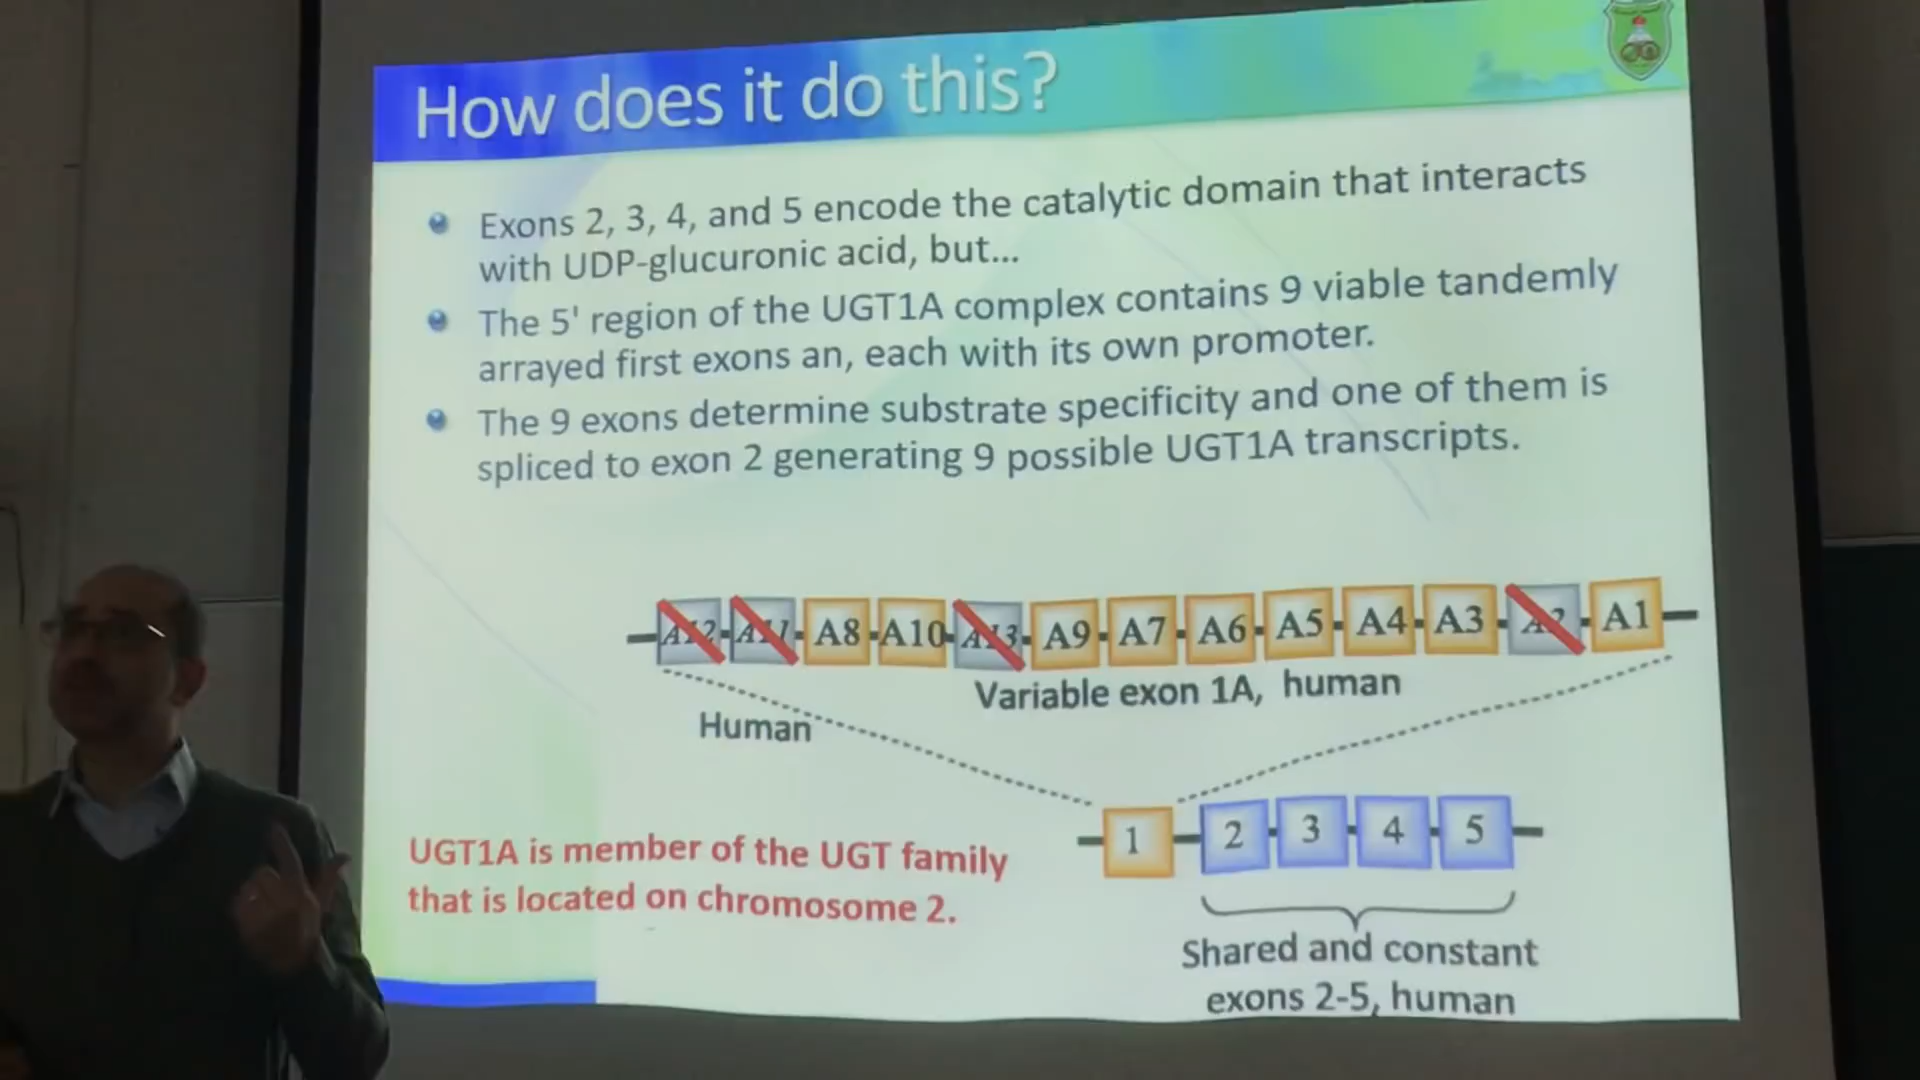 How does it do this?
Exons 2, 3, 4, and 5 encode the catalytic domain that interacts
with UDP-glucuronic acid, but...
The 5' region of the UGT1A complex contains 9 viable tandemly
arrayed first exons an, each with its own promoter.
The 9 exons determine substrate specificity and one of them is
spliced to exon 2 generating 9 possible UGT1A transcripts.
A12 A11 A8 A10 A13 A9 A7 A6 A5 A4 A3 A2 A1
Variable exon 1A, human
Human
1 2 3 4 5
UGT1A is member of the UGT family
that is located on chromosome 2.
Shared and constant
exons 2-5, human